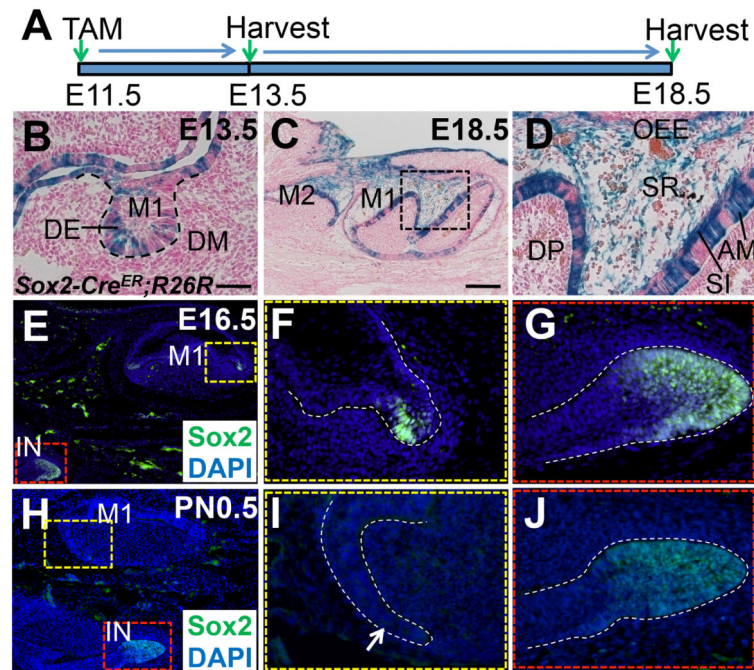 A TAM Harvest Harvest
E11.5 E13.5 E18.5
B E13.5
M1
DE
DM
Sox2-CreER;R26R
C E18.5
M2 M1
D OEE
SR
DP
AM
SI
E E16.5
M1
IN
Sox2
DAPI
F
G
H M1 PN0.5
IN
Sox2
DAPI
I
J